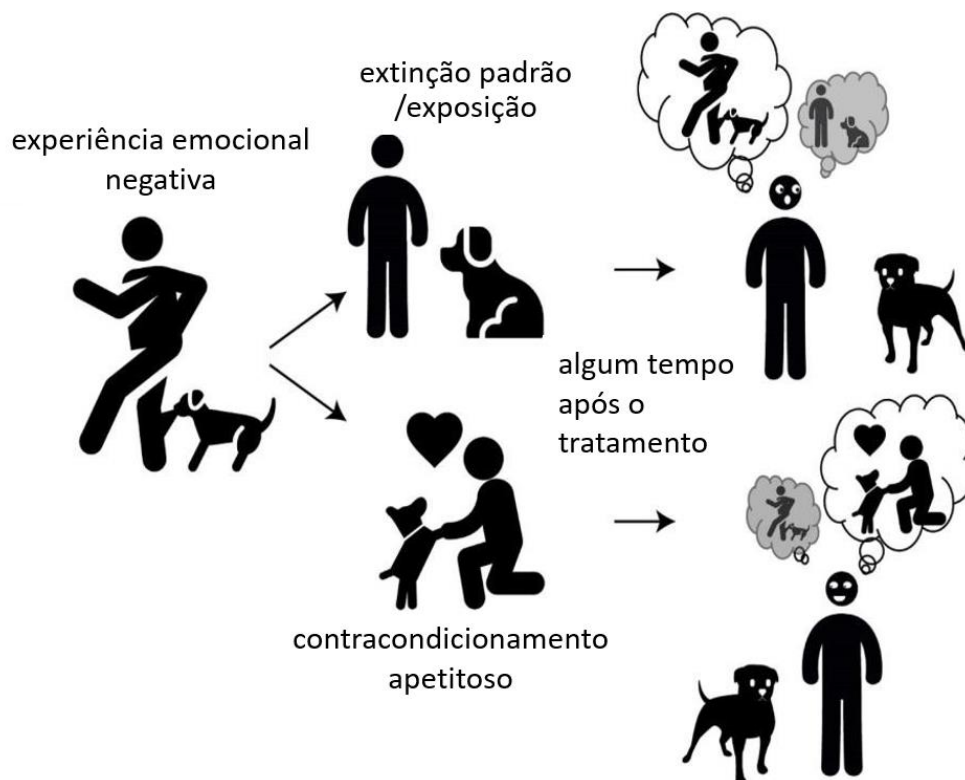 experiência emocional
negativa
extinção padrão
/exposição
algum tempo
após o
tratamento
contracondicionamento
apetitoso